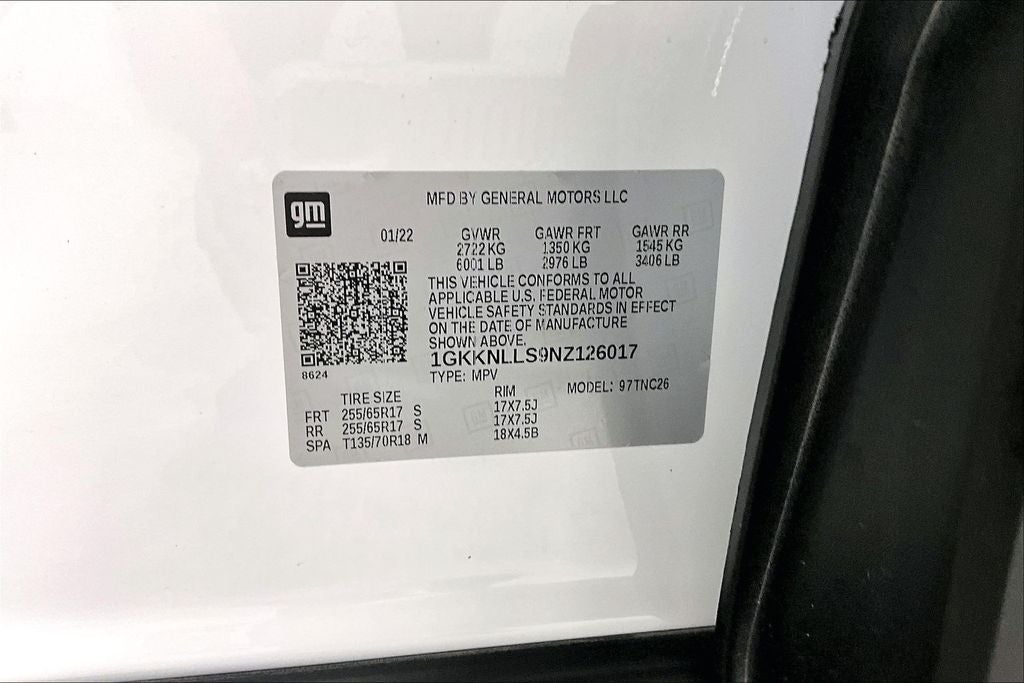 gm
MFD BY GENERAL MOTORS LLC
01/22
GVWR GAWR FRT GAWR RR
2722 KG 1350 KG 1545 KG
6001 LB 2976 LB 3406 LB
THIS VEHICLE CONFORMS TO ALL
APPLICABLE U.S. FEDERAL MOTOR
VEHICLE SAFETY STANDARDS IN EFFECT
ON THE DATE OF MANUFACTURE
SHOWN ABOVE.
1GKKNLLS9NZ126017
8624
TYPE: MPV
MODEL: 97TNC26
TIRE SIZE RIM
FRT 255/65R17 S 17X7.5J
RR 255/65R17 S 17X7.5J
SPA T135/70R18 M 18X4.5B